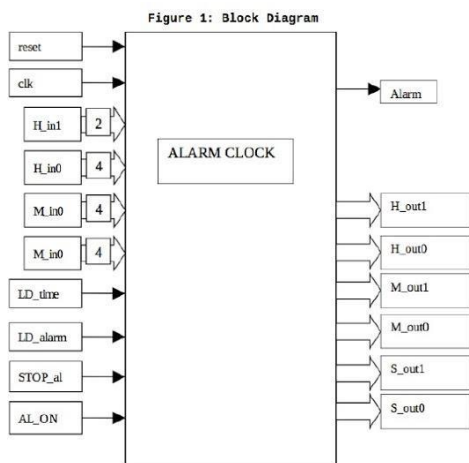 Figure 1: Block Diagram
reset
clk
H_in1
2
H_in0
4
M_in0
4
M_in0
4
LD_time
LD_alarm
STOP_al
AL_ON
ALARM CLOCK
Alarm
H_out1
H_out0
M_out1
M_out0
S_out1
S_out0